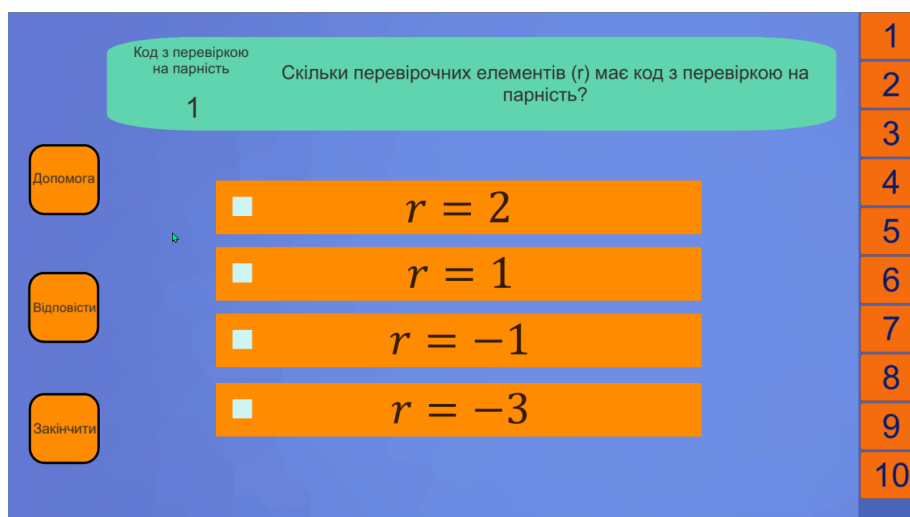 Код з перевіркою
на парність
1
Скільки перевірочних елементів (r) має код з перевіркою на
парність?
Допомога
Відповісти
Закінчити
r = 2
r = 1
r = −1
r = −3
1
2
3
4
5
6
7
8
9
10